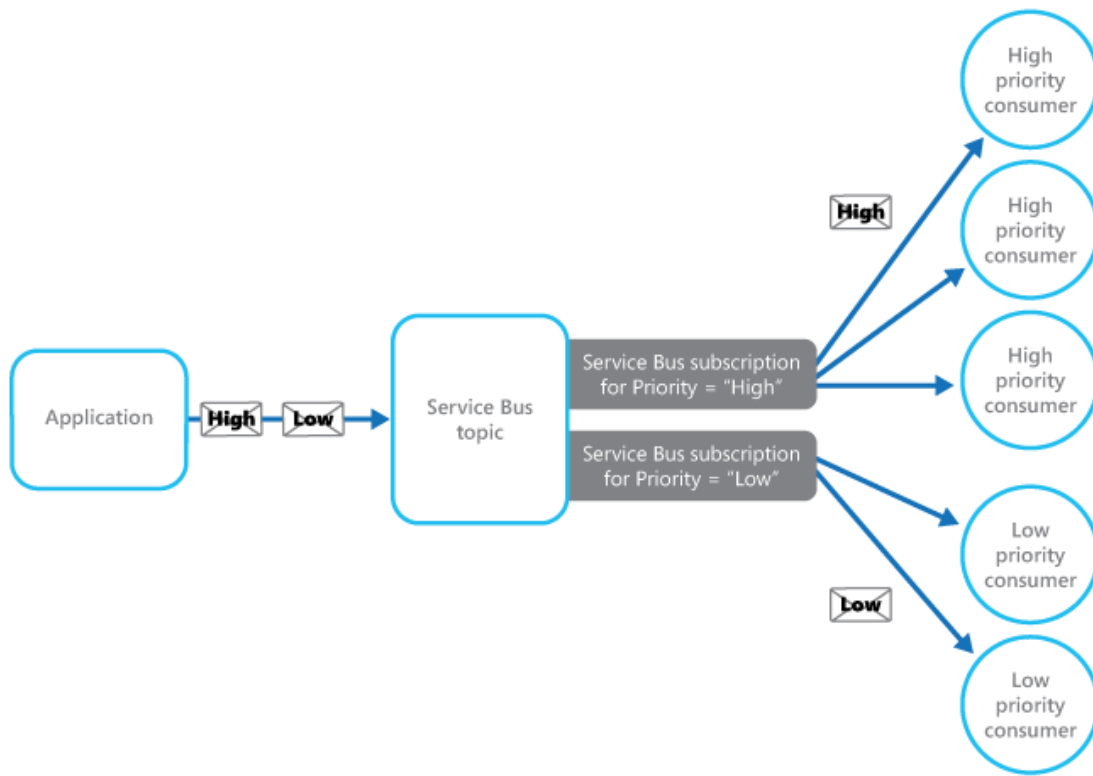 Application
High
Low
Service Bus
topic
Service Bus subscription
for Priority = "High"
Service Bus subscription
for Priority = "Low"
High
High
priority
consumer
High
priority
consumer
High
priority
consumer
Low
Low
priority
consumer
Low
priority
consumer